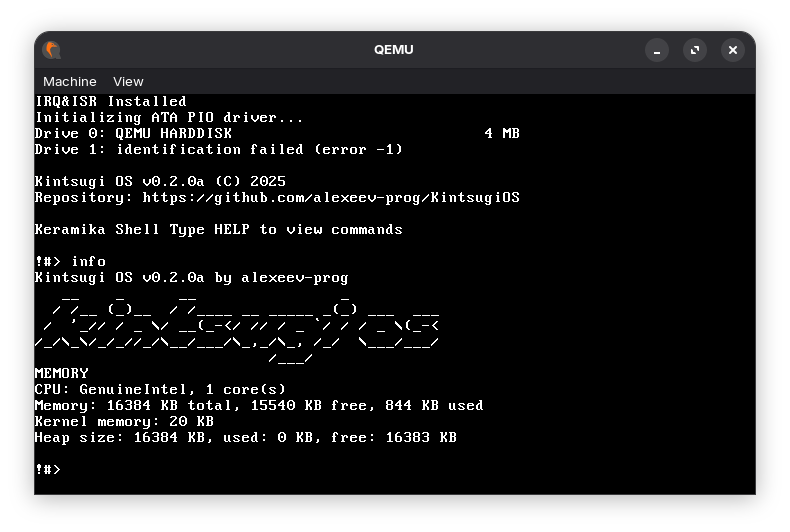 QEMU
Machine View
IRQ&ISR Installed
Initializing ATA PIO driver...
Drive 0: QEMU HARDDISK 4 MB
Drive 1: identification failed (error -1)
Kintsugi OS v0.2.0a (C) 2025
Repository: https://github.com/alexeev-prog/KintsugiOS
Keramika Shell Type HELP to view commands
!#> info
Kintsugi OS v0.2.0a by alexeev-prog
MEMORY
CPU: GenuineIntel, 1 core(s)
Memory: 16384 KB total, 15540 KB free, 844 KB used
Kernel memory: 20 KB
Heap size: 16384 KB, used: 0 KB, free: 16383 KB
!#>